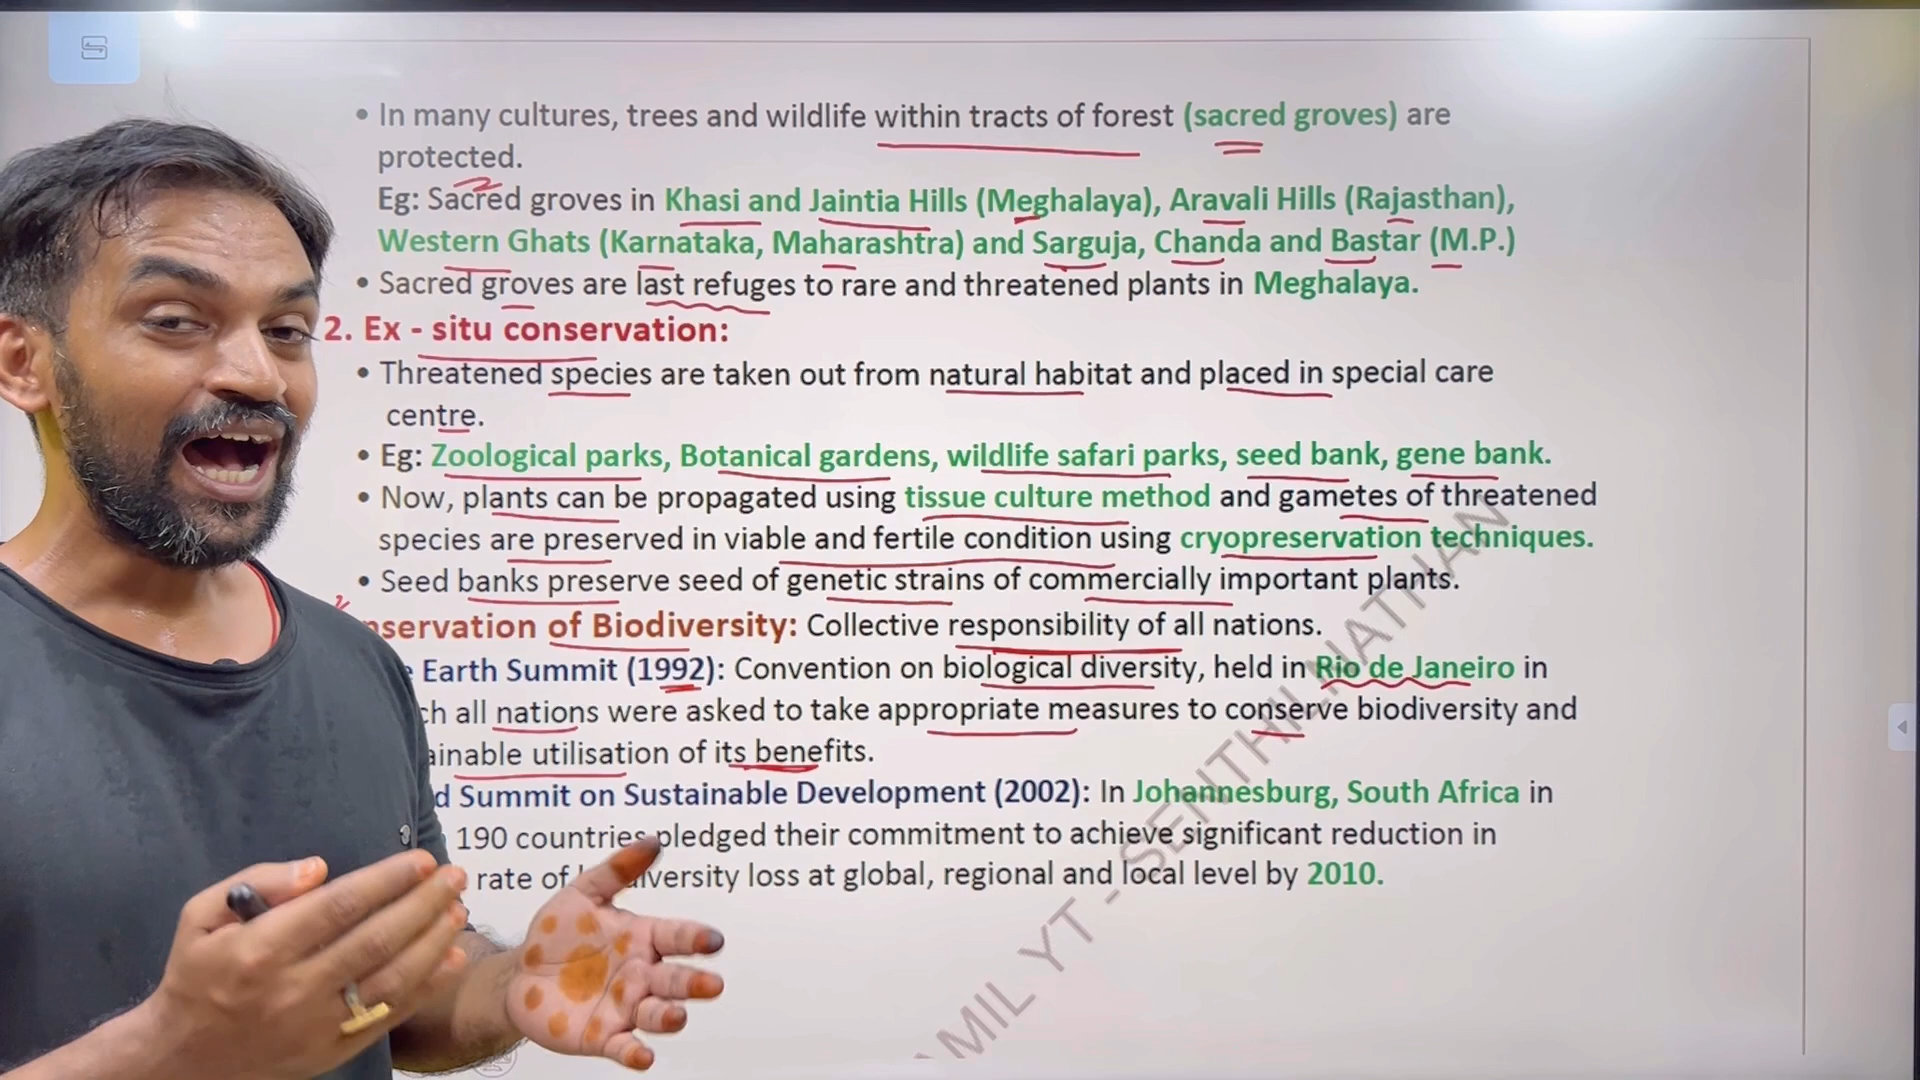 • In many cultures, trees and wildlife within tracts of forest (sacred groves) are
protected.
Eg: Sacred groves in Khasi and Jaintia Hills (Meghalaya), Aravali Hills (Rajasthan),
Western Ghats (Karnataka, Maharashtra) and Sarguja, Chanda and Bastar (M.P.)
• Sacred groves are last refuges to rare and threatened plants in Meghalaya.
2. Ex - situ conservation:
• Threatened species are taken out from natural habitat and placed in special care
centre.
• Eg: Zoological parks, Botanical gardens, wildlife safari parks, seed bank, gene bank.
• Now, plants can be propagated using tissue culture method and gametes of threatened
species are preserved in viable and fertile condition using cryopreservation techniques.
• Seed banks preserve seed of genetic strains of commercially important plants.
nservation of Biodiversity: Collective responsibility of all nations.
e Earth Summit (1992): Convention on biological diversity, held in Rio de Janeiro in
ch all nations were asked to take appropriate measures to conserve biodiversity and
ainable utilisation of its benefits.
d Summit on Sustainable Development (2002): In Johannesburg, South Africa in
190 countries pledged their commitment to achieve significant reduction in
rate of diversity loss at global, regional and local level by 2010.
AMIL YT - SENTHILNATHAN